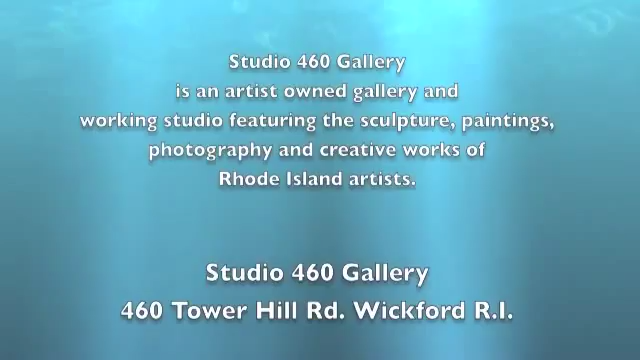 Studio 460 Gallery
is an artist owned gallery and
working studio featuring the sculpture, paintings,
photography and creative works of
Rhode Island artists.
Studio 460 Gallery
460 Tower Hill Rd. Wickford R.I.